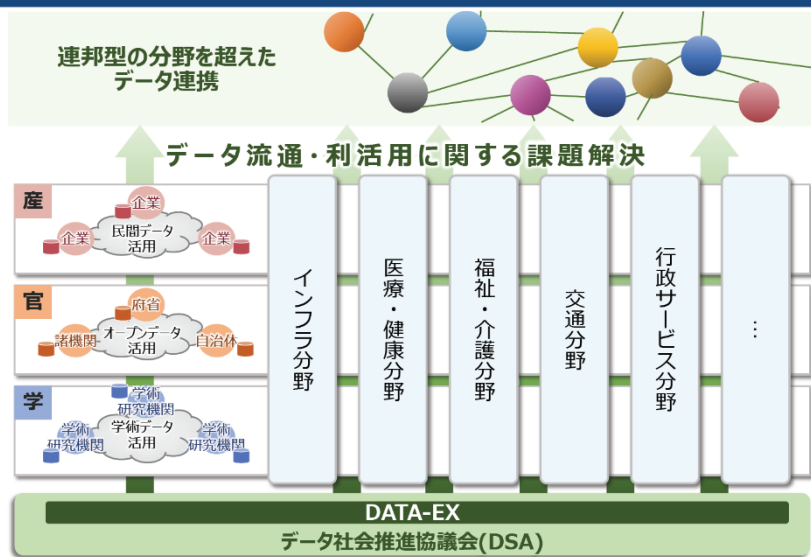 連邦型の分野を超えた
データ連携
データ流通・利活用に関する課題解決
産
企業
企業
民間データ
活用
企業
官
府省
諸機関
オープンデータ
活用
自治体
学
学術
研究機関
学術
研究機関
学術データ
活用
学術
研究機関
インフラ分野
医療・健康分野
福祉・介護分野
交通分野
行政サービス分野
…
DATA-EX
データ社会推進協議会(DSA)